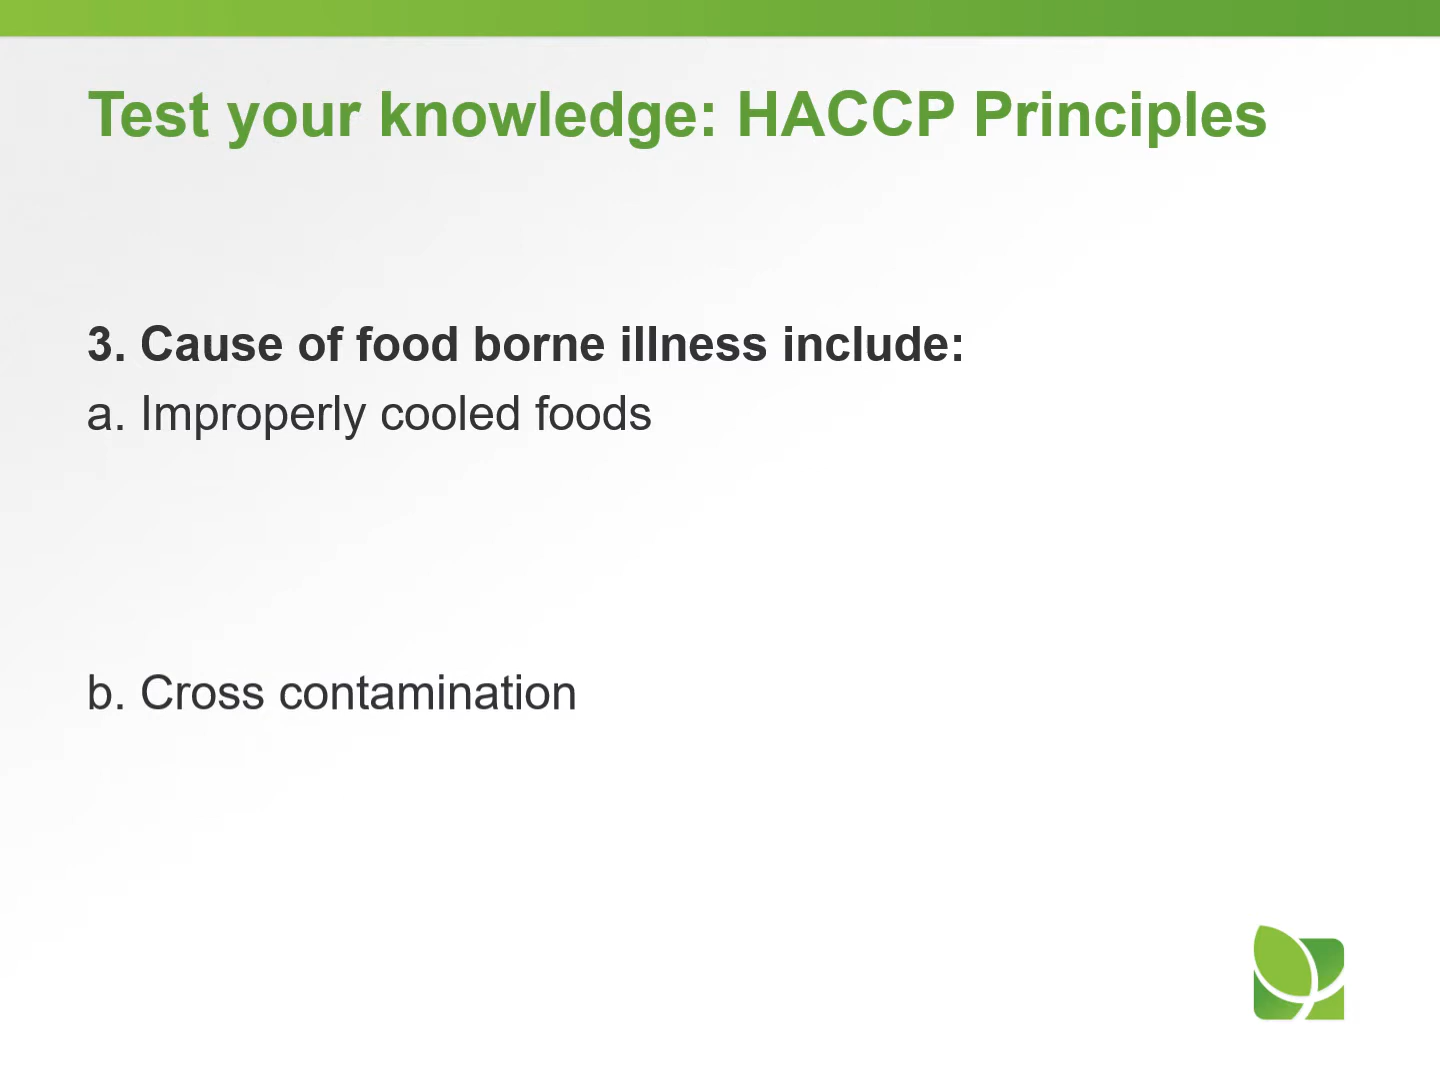 Test your knowledge: HACCP Principles
3. Cause of food borne illness include:
a. Improperly cooled foods
b. Cross contamination